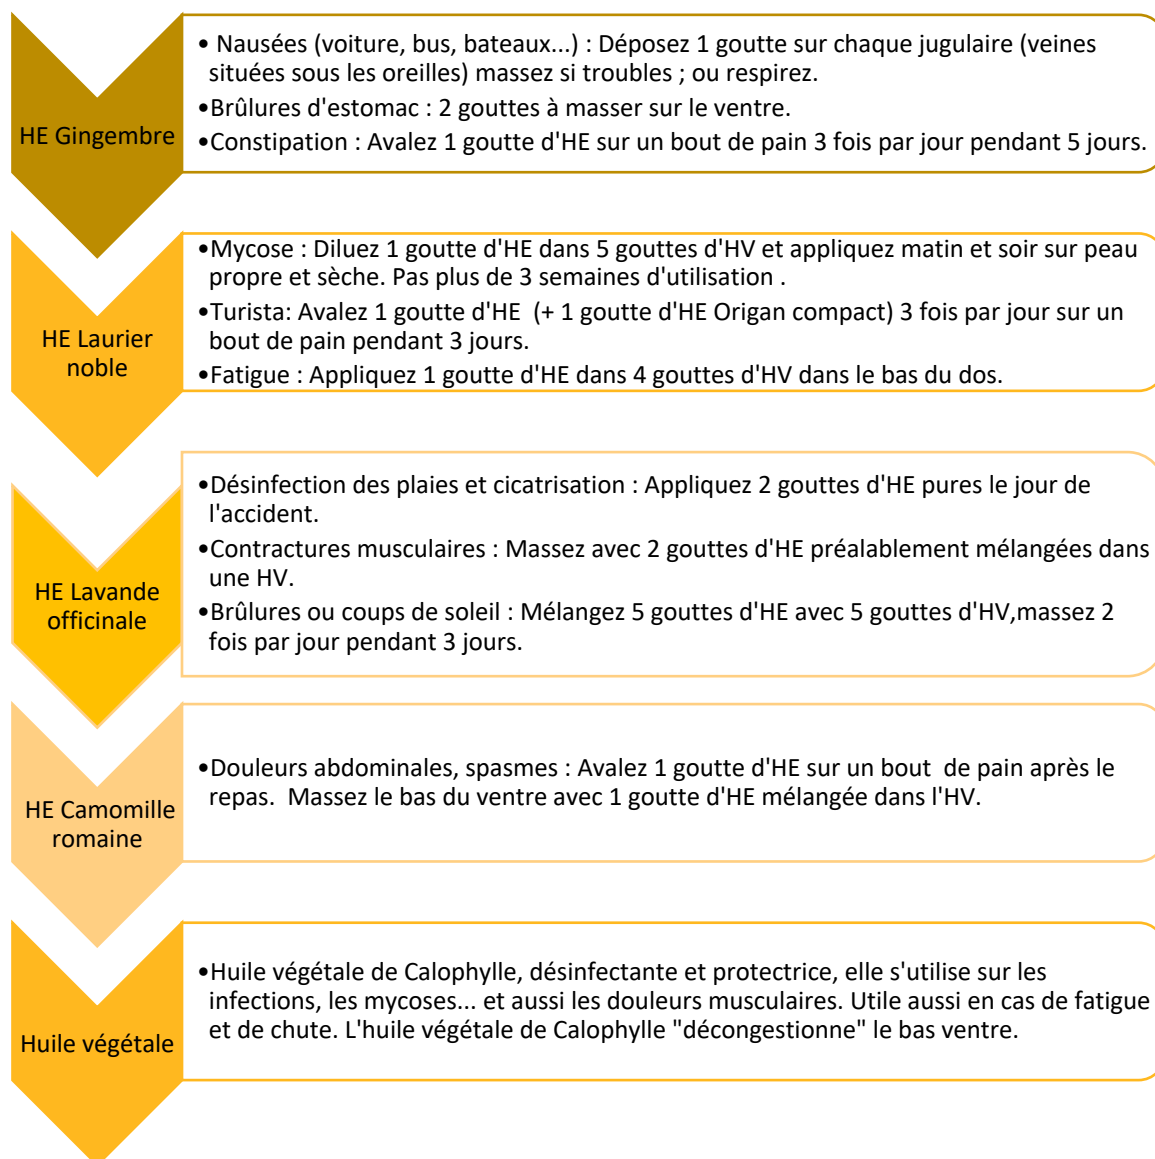 HE Gingembre
• Nausées (voiture, bus, bateaux...) : Déposez 1 goutte sur chaque jugulaire (veines
situées sous les oreilles) massez si troubles ; ou respirez.
•Brûlures d'estomac : 2 gouttes à masser sur le ventre.
•Constipation : Avalez 1 goutte d'HE sur un bout de pain 3 fois par jour pendant 5 jours.
HE Laurier
noble
•Mycose : Diluez 1 goutte d'HE dans 5 gouttes d'HV et appliquez matin et soir sur peau
propre et sèche. Pas plus de 3 semaines d'utilisation .
•Turista: Avalez 1 goutte d'HE  (+ 1 goutte d'HE Origan compact) 3 fois par jour sur un
bout de pain pendant 3 jours.
•Fatigue : Appliquez 1 goutte d'HE dans 4 gouttes d'HV dans le bas du dos.
HE Lavande
officinale
•Désinfection des plaies et cicatrisation : Appliquez 2 gouttes d'HE pures le jour de
l'accident.
•Contractures musculaires : Massez avec 2 gouttes d'HE préalablement mélangées dans
une HV.
•Brûlures ou coups de soleil : Mélangez 5 gouttes d'HE avec 5 gouttes d'HV,massez 2
fois par jour pendant 3 jours.
HE Camomille
romaine
•Douleurs abdominales, spasmes : Avalez 1 goutte d'HE sur un bout  de pain après le
repas.  Massez le bas du ventre avec 1 goutte d'HE mélangée dans l'HV.
Huile végétale
•Huile végétale de Calophylle, désinfectante et protectrice, elle s'utilise sur les
infections, les mycoses... et aussi les douleurs musculaires. Utile aussi en cas de fatigue
et de chute. L'huile végétale de Calophylle "décongestionne" le bas ventre.